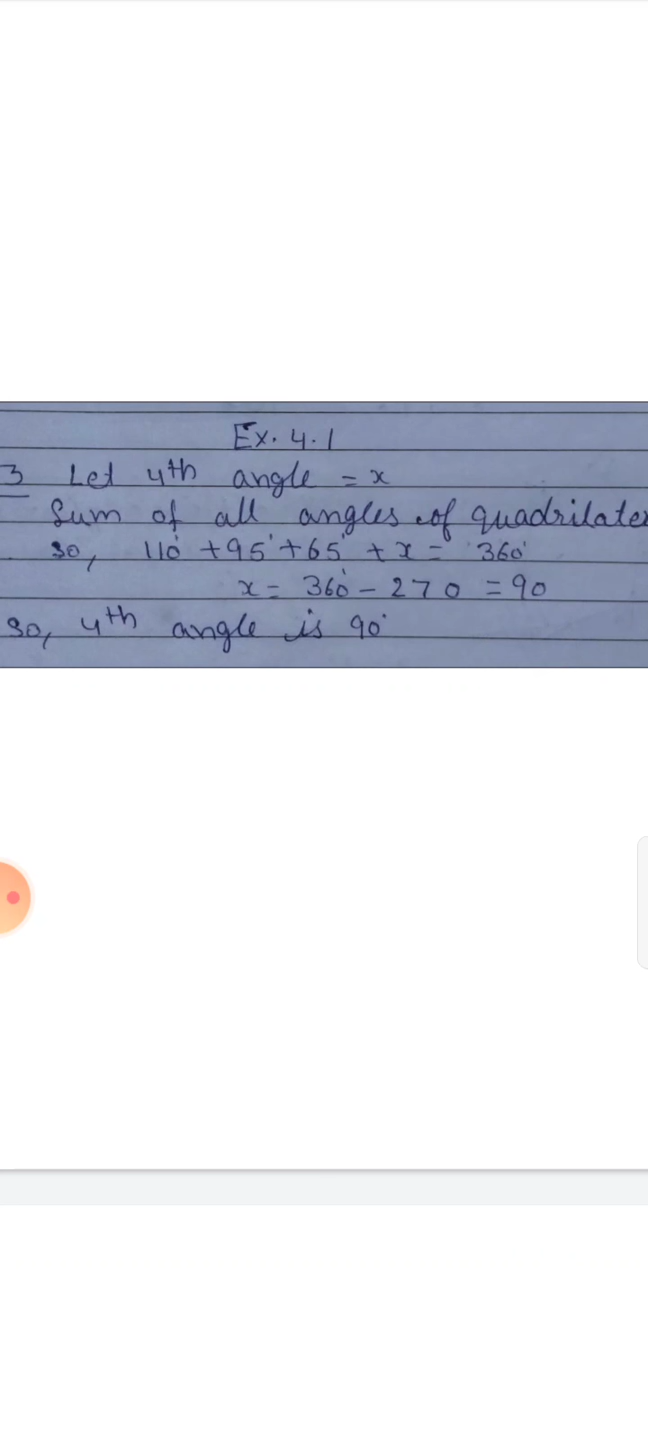 Ex. 4.1
3 Let 4th angle = x
Sum of all angles of
so, 110° + 95° + 65° + x = 360°
x = 360° - 270 = 90
so, 4th angle is 90°